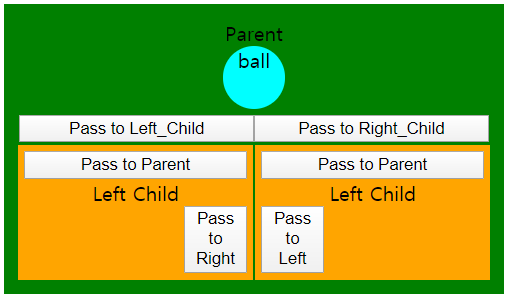 Parent
ball
Pass to Left_Child
Pass to Right_Child
Pass to Parent
Pass to Parent
Left Child
Left Child
Pass
to
Right
Pass
to
Left